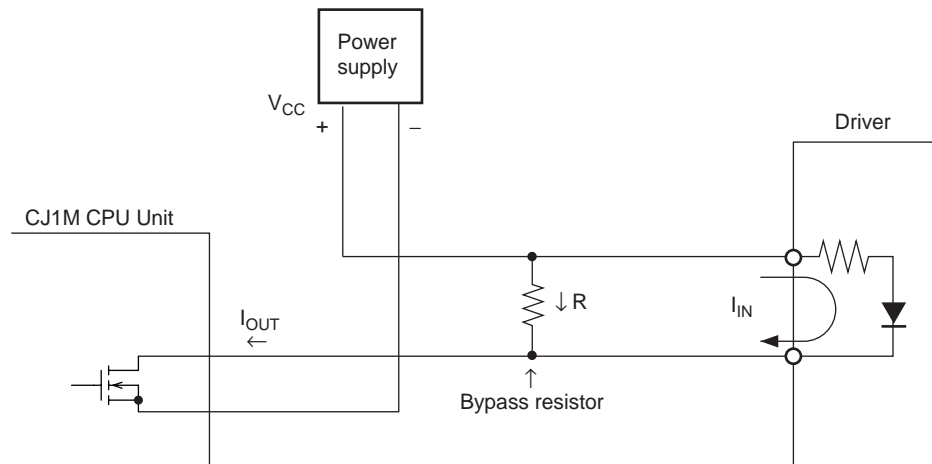 Power
supply
V_CC
+
−
Driver
CJ1M CPU Unit
↓ R
I_IN
I_OUT
←
↑
Bypass resistor